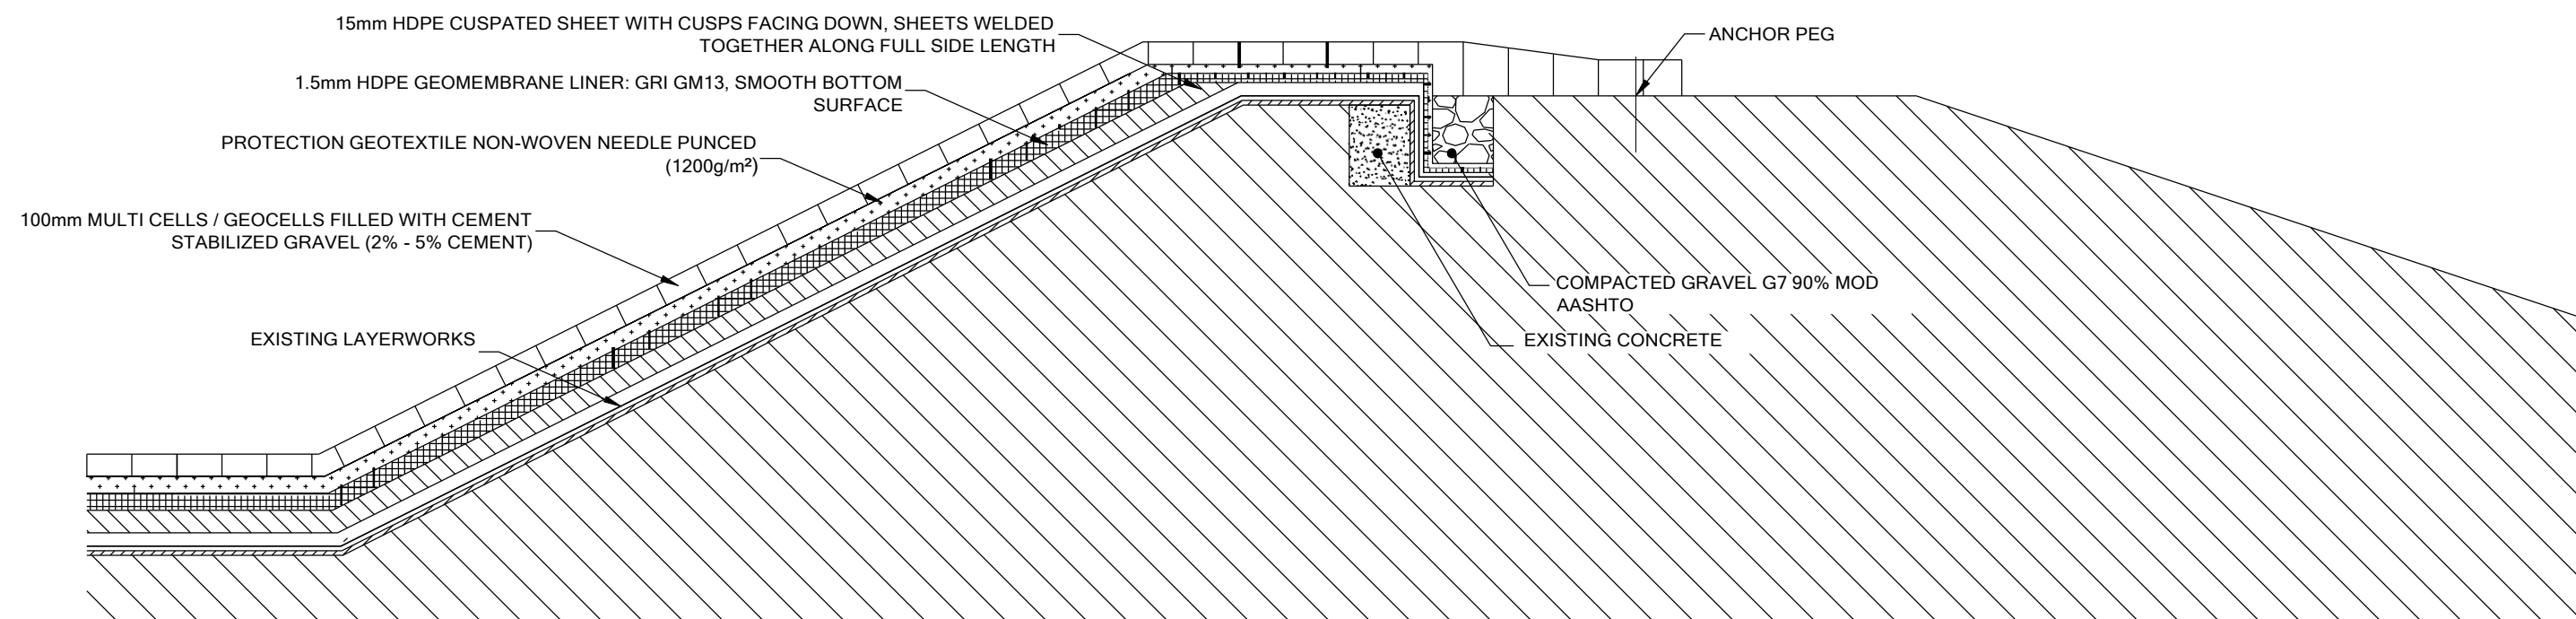 15mm HDPE CUSPATED SHEET WITH CUSPS FACING DOWN, SHEETS WELDED
TOGETHER ALONG FULL SIDE LENGTH
ANCHOR PEG
1.5mm HDPE GEOMEMBRANE LINER: GRI GM13, SMOOTH BOTTOM
SURFACE
PROTECTION GEOTEXTILE NON-WOVEN NEEDLE PUNCED
(1200g/m²)
100mm MULTI CELLS / GEOCELLS FILLED WITH CEMENT
STABILIZED GRAVEL (2% - 5% CEMENT)
COMPACTED GRAVEL G7 90% MOD
AASHTO
EXISTING LAYERWORKS
EXISTING CONCRETE